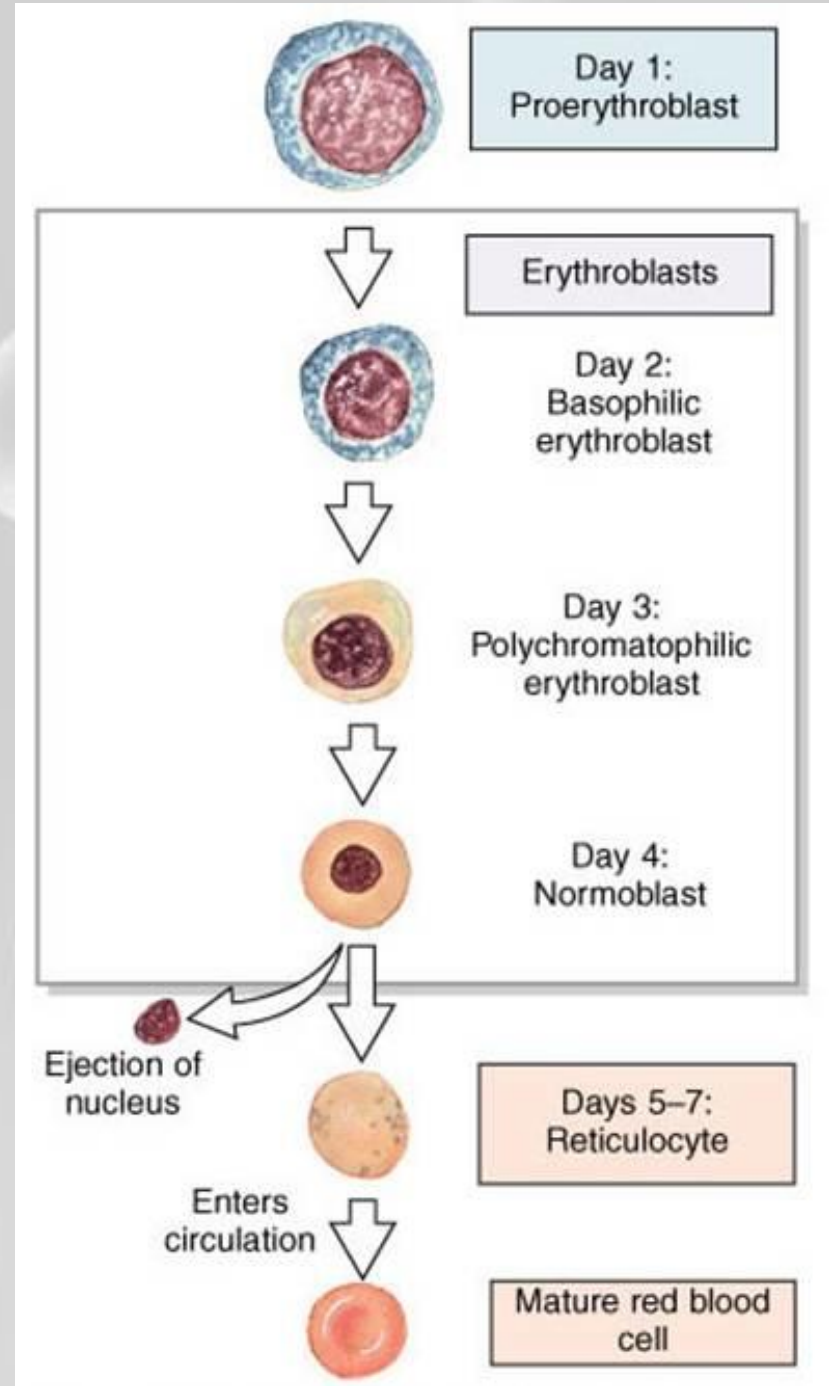 Day 1:
Proerythroblast
Erythroblasts
Day 2:
Basophilic
erythroblast
Day 3:
Polychromatophilic
erythroblast
Day 4:
Normoblast
Ejection of
nucleus
Days 5–7:
Reticulocyte
Enters
circulation
Mature red blood
cell